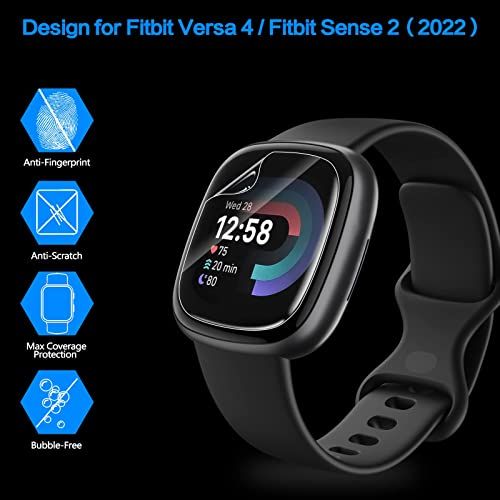 Design for Fitbit Versa 4 / Fitbit Sense 2 ( 2022 )
Anti-Fingerprint
Anti-Scratch
Max Coverage
Protection
Bubble-Free
Wed 28
12:58
75
20 min
80